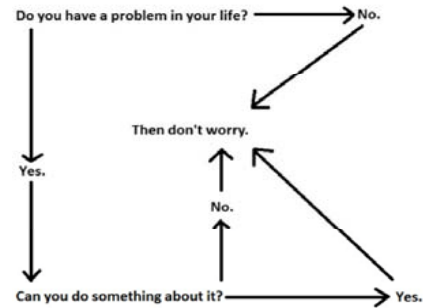 Do you have a problem in your life?
No.
Then don't worry.
Yes.
No.
Can you do something about it?
Yes.